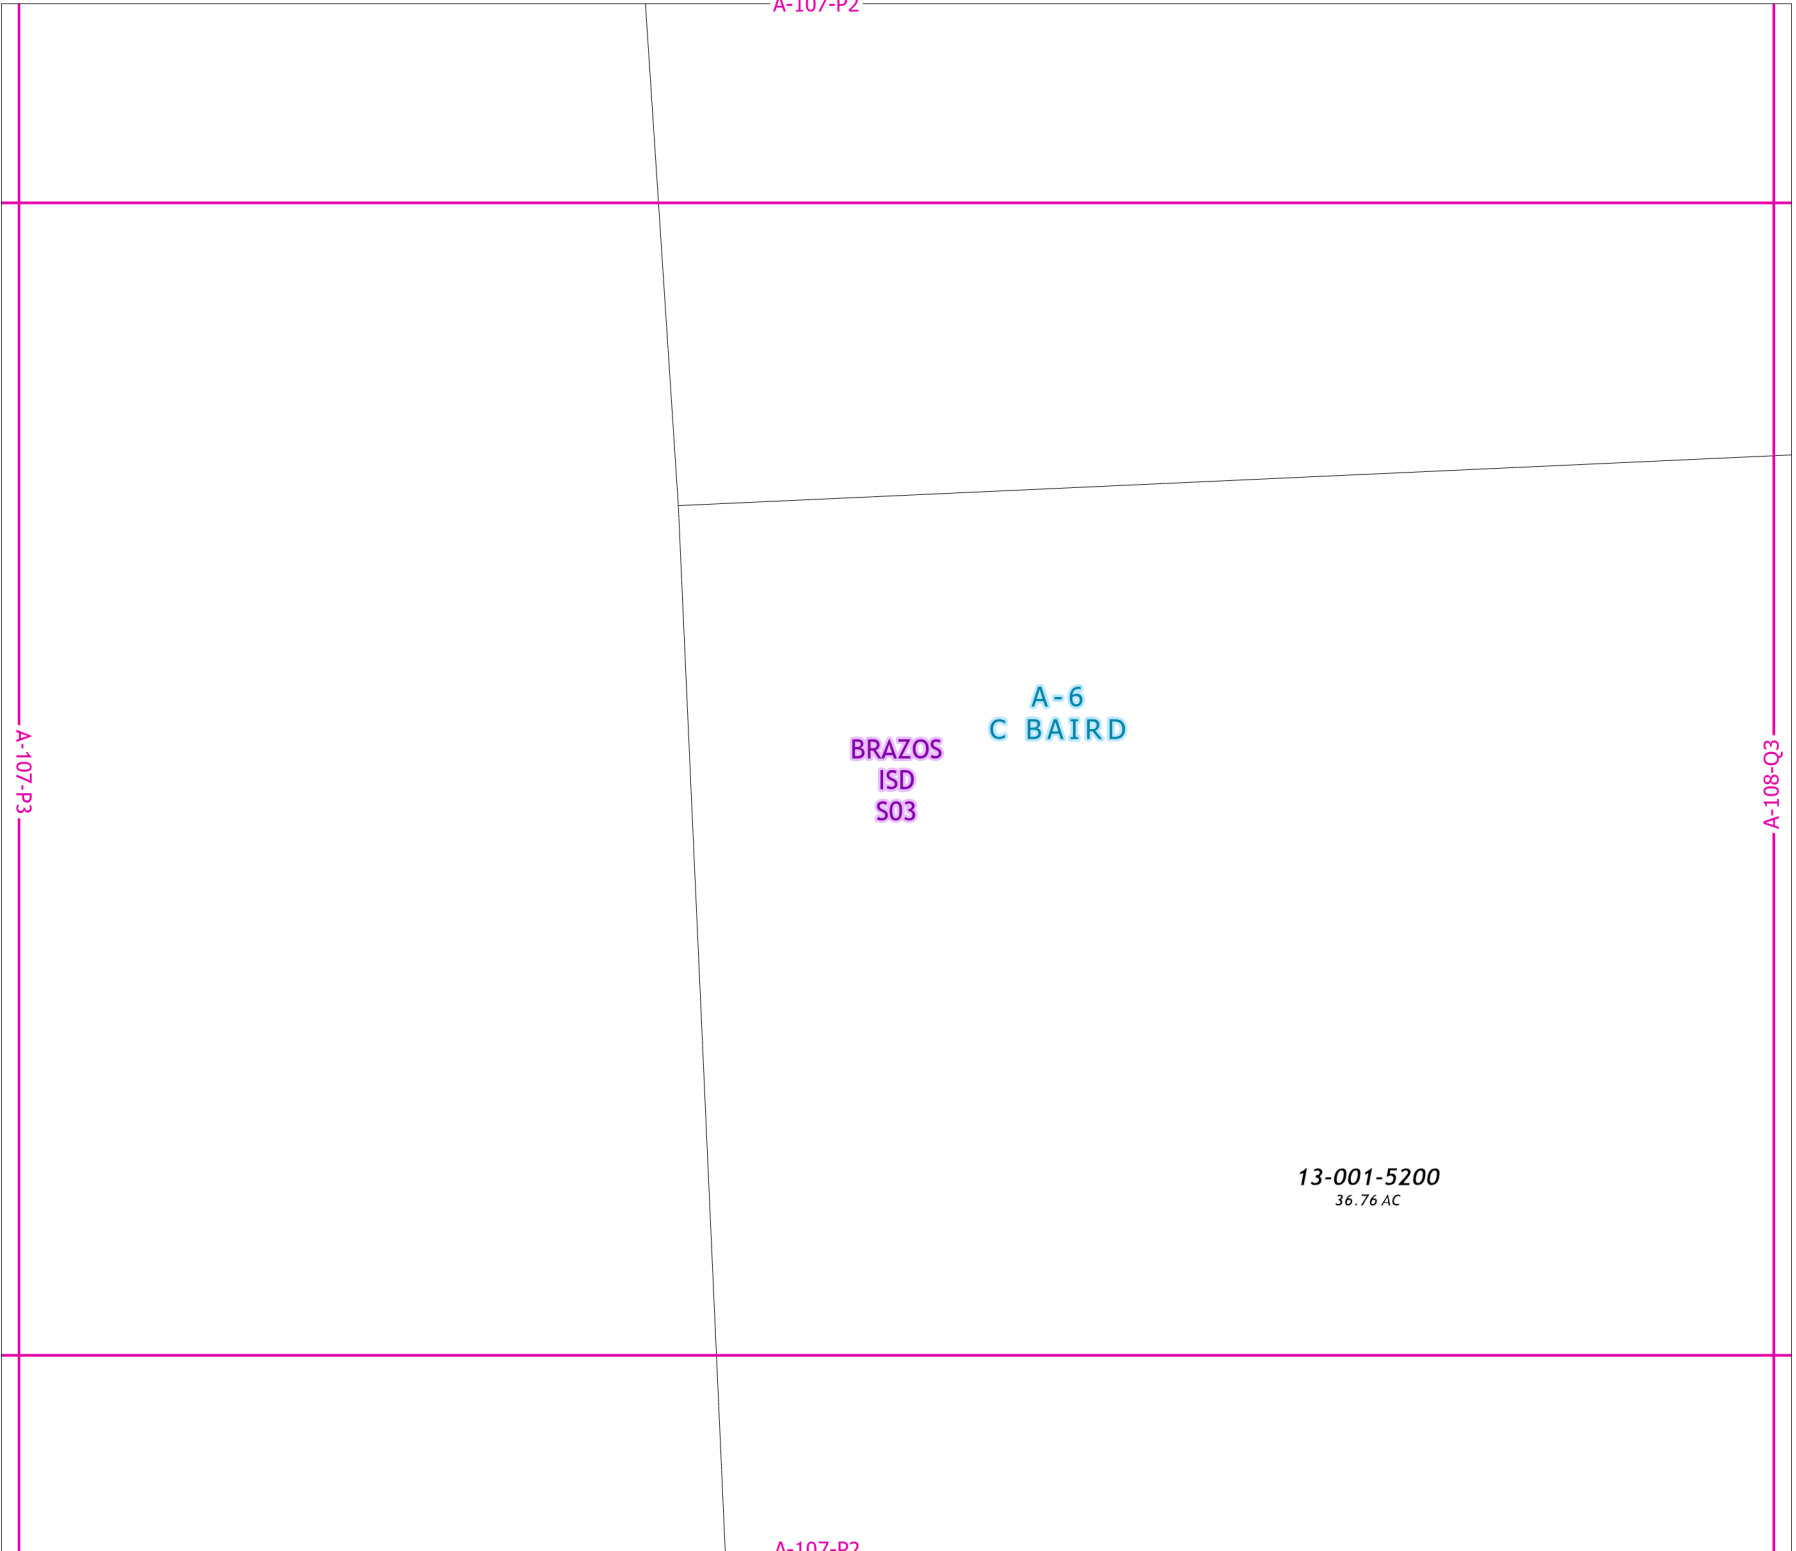 A-107-P2
A-6
C BAIRD
BRAZOS
ISD
S03
A-107-P3
A-108-Q3
13-001-5200
36.76 AC
A-107-P2